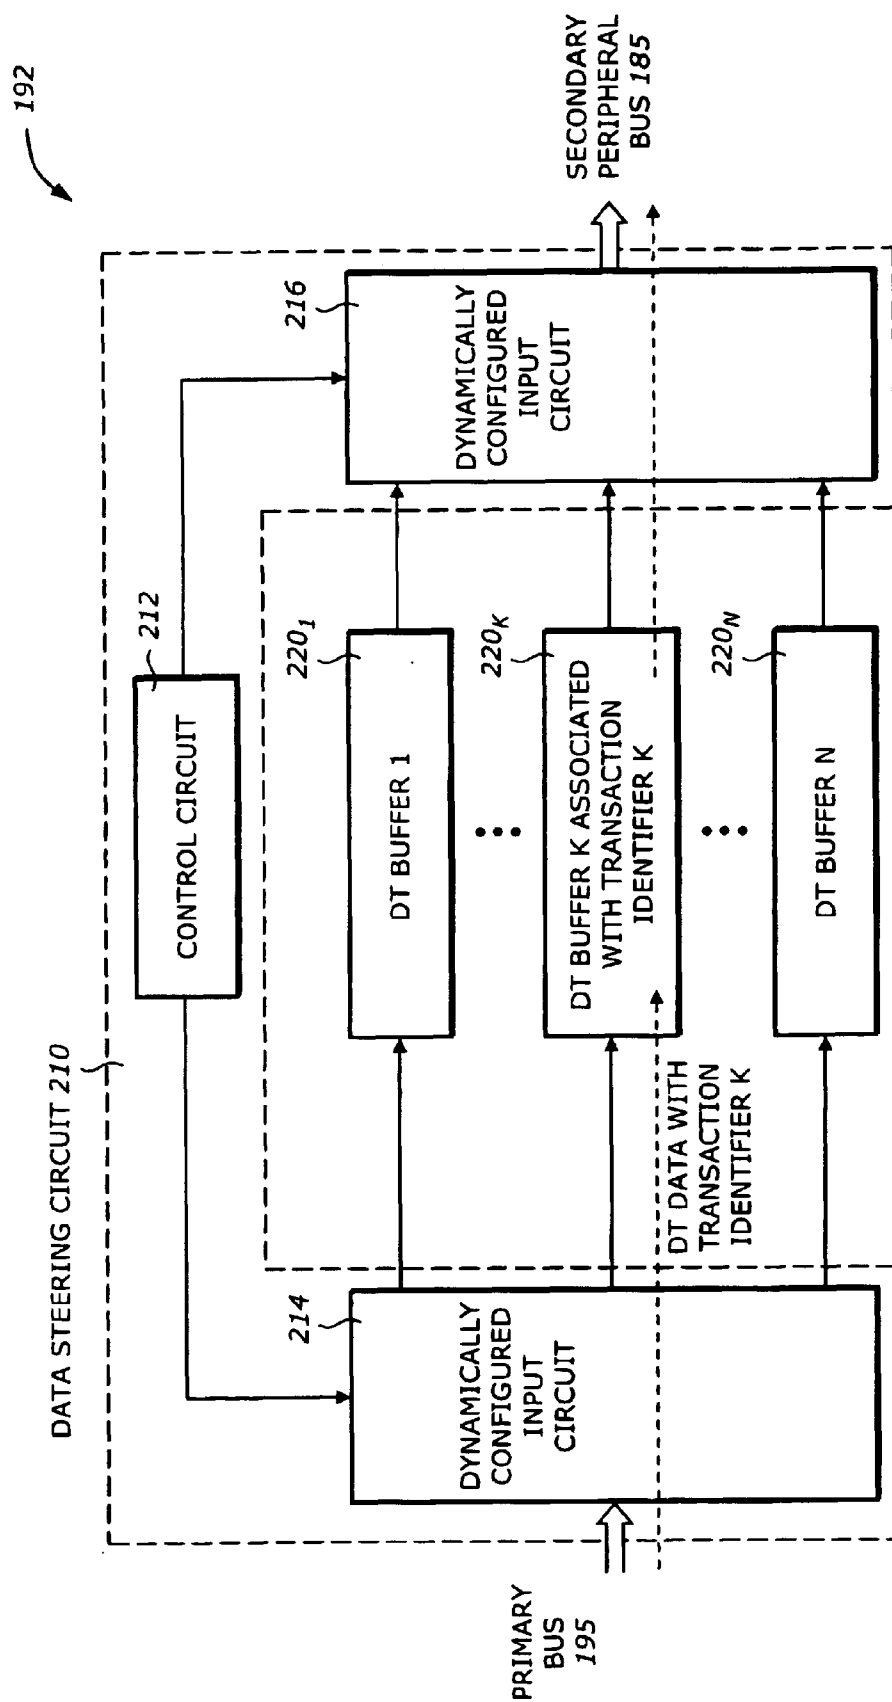 192
DATA STEERING CIRCUIT 210
212
CONTROL CIRCUIT
214
DYNAMICALLY
CONFIGURED
INPUT
CIRCUIT
PRIMARY
BUS
195
220₁
DT BUFFER 1
220K
DT BUFFER K ASSOCIATED
WITH TRANSACTION
IDENTIFIER K
DT DATA WITH
TRANSACTION
IDENTIFIER K
220N
DT BUFFER N
216
DYNAMICALLY
CONFIGURED
INPUT
CIRCUIT
SECONDARY
PERIPHERAL
BUS 185